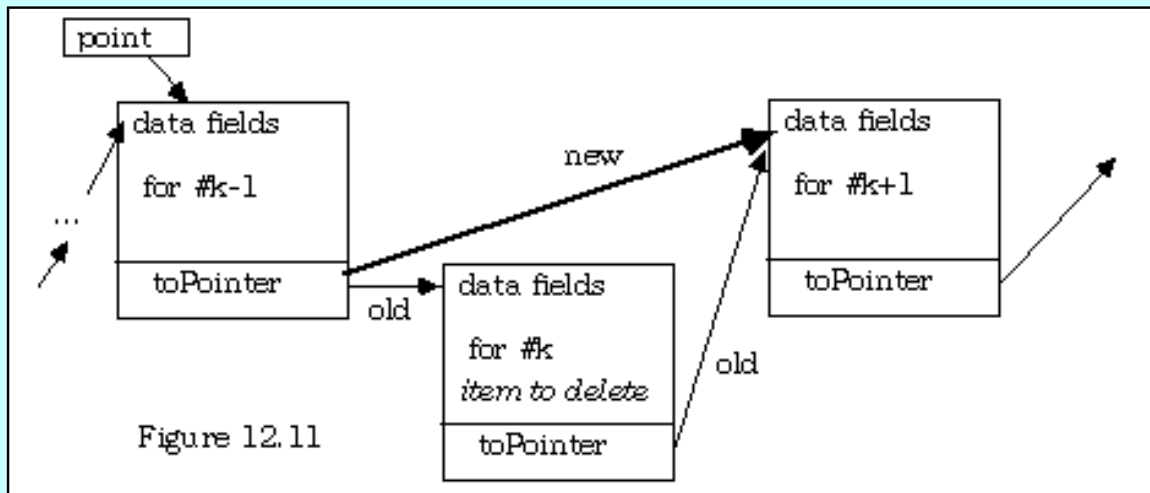 point
data fields
for #k-1
...
toPointer
new
old
data fields
for #k
item to delete
toPointer
old
data fields
for #k+1
toPointer
Figure 12.11